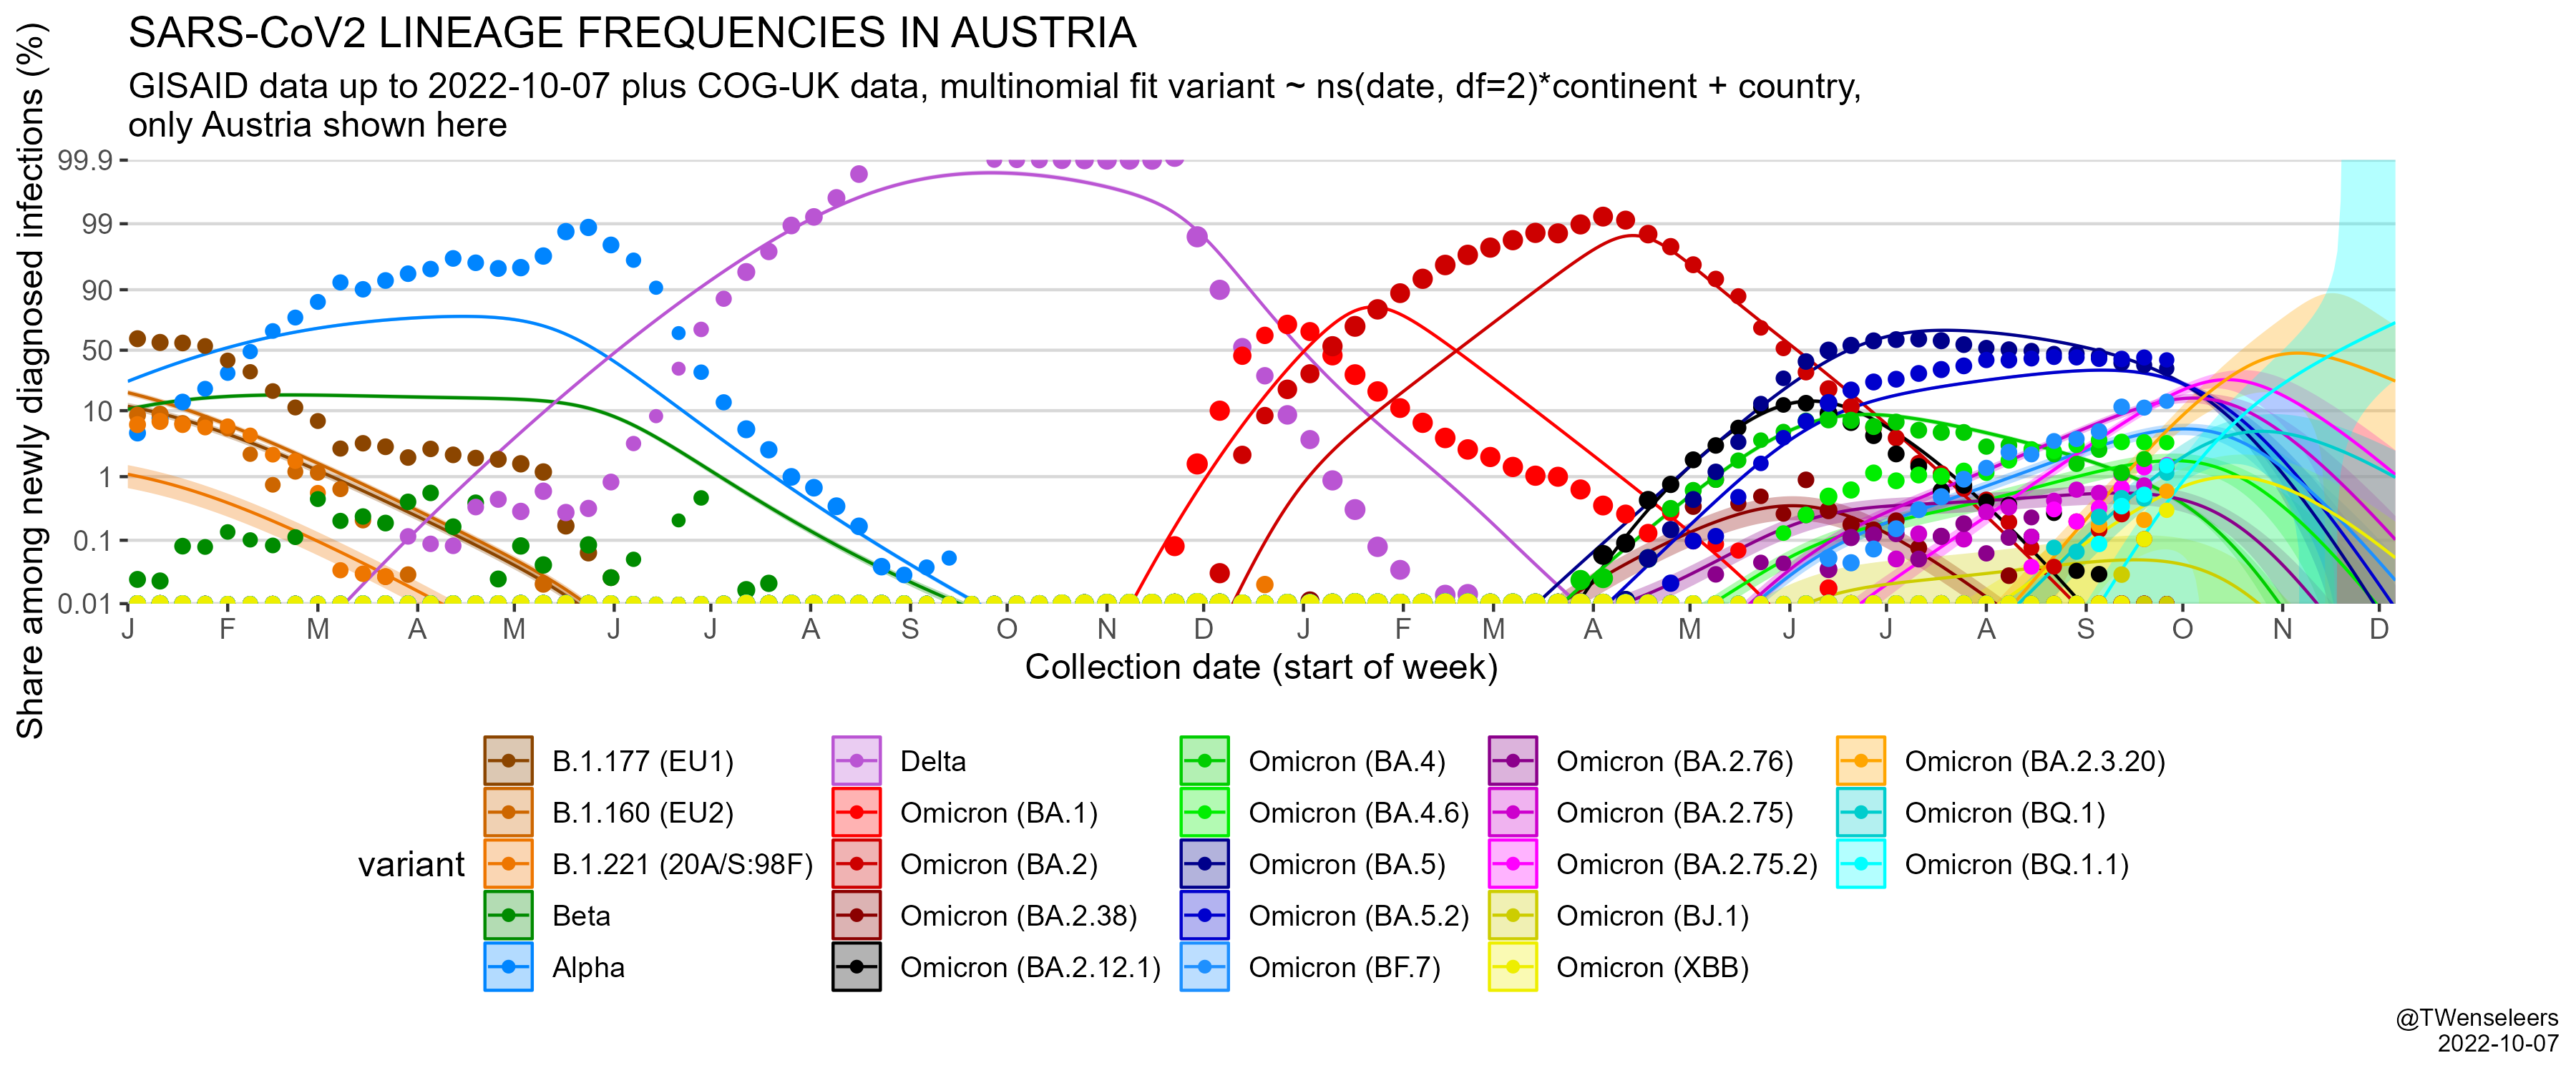 SARS-CoV2 LINEAGE FREQUENCIES IN AUSTRIA
GISAID data up to 2022-10-07 plus COG-UK data, multinomial fit variant ~ ns(date, df=2)*continent + country,
only Austria shown here
Share among newly diagnosed infections (%)
99.9
99
90
50
10
1
0.1
0.01
J F M A M J J A S O N D J F M A M J J A S O N D
Collection date (start of week)
variant
B.1.177 (EU1)
B.1.160 (EU2)
B.1.221 (20A/S:98F)
Beta
Alpha
Delta
Omicron (BA.1)
Omicron (BA.2)
Omicron (BA.2.38)
Omicron (BA.2.12.1)
Omicron (BA.4)
Omicron (BA.4.6)
Omicron (BA.5)
Omicron (BA.5.2)
Omicron (BF.7)
Omicron (BA.2.76)
Omicron (BA.2.75)
Omicron (BA.2.75.2)
Omicron (BJ.1)
Omicron (XBB)
Omicron (BA.2.3.20)
Omicron (BQ.1)
Omicron (BQ.1.1)
@TWenseleers
2022-10-07